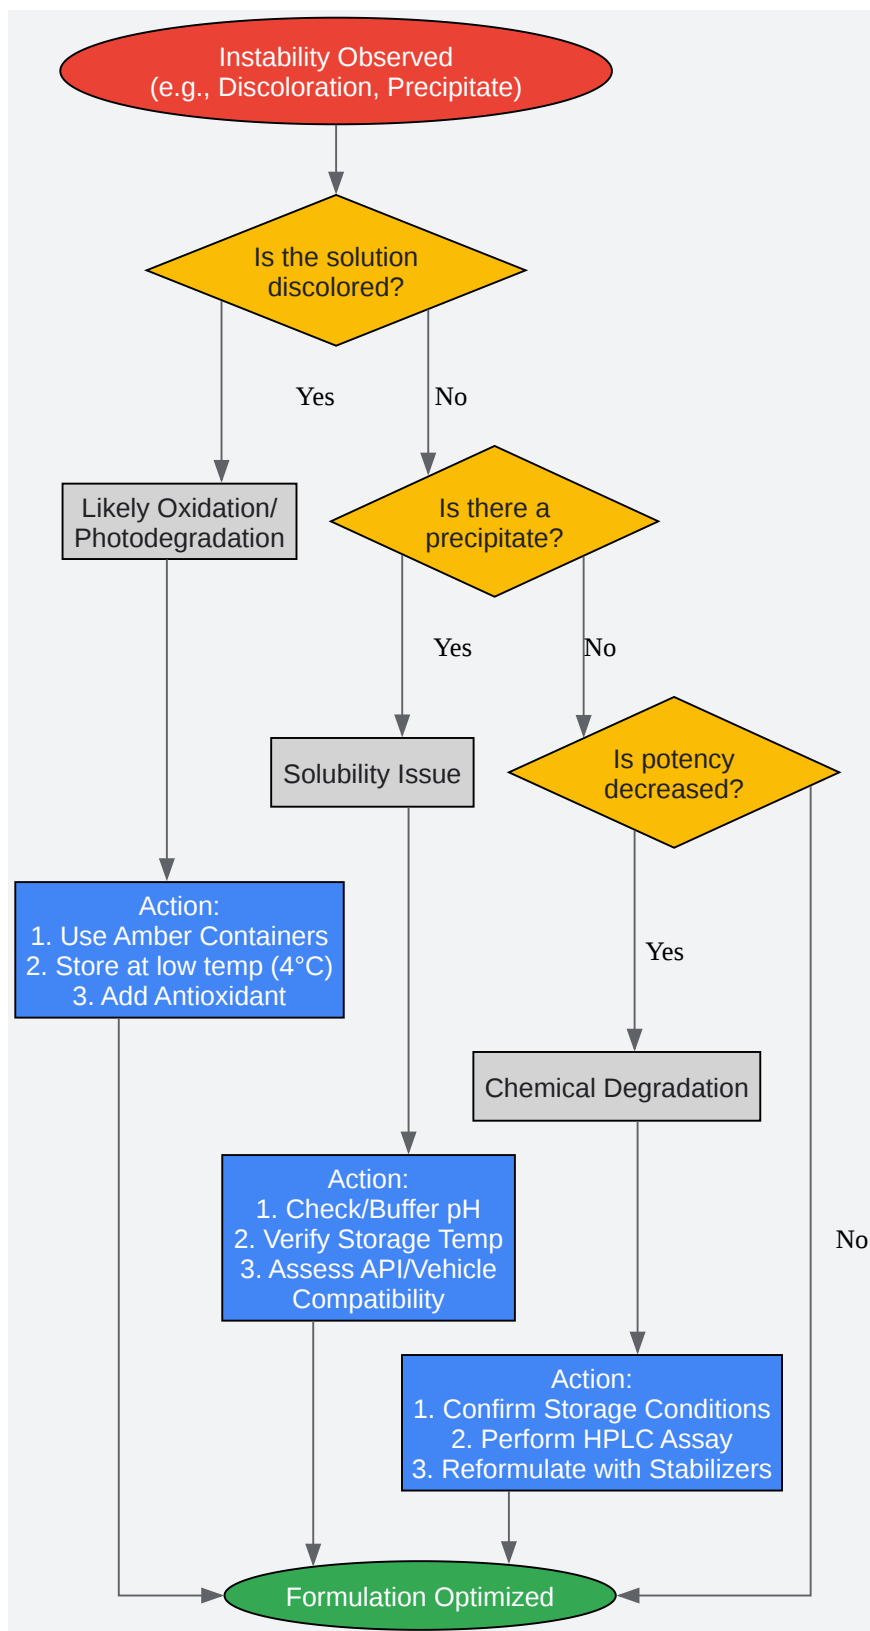 Instability Observed
(e.g., Discoloration, Precipitate)
Is the solution
discolored?
Yes
No
Likely Oxidation/
Photodegradation
Is there a
precipitate?
Yes
No
Solubility Issue
Is potency
decreased?
Action:
1. Use Amber Containers
2. Store at low temp (4°C)
3. Add Antioxidant
Yes
Chemical Degradation
Action:
1. Check/Buffer pH
2. Verify Storage Temp
3. Assess API/Vehicle
Compatibility
No
Action:
1. Confirm Storage Conditions
2. Perform HPLC Assay
3. Reformulate with Stabilizers
Formulation Optimized